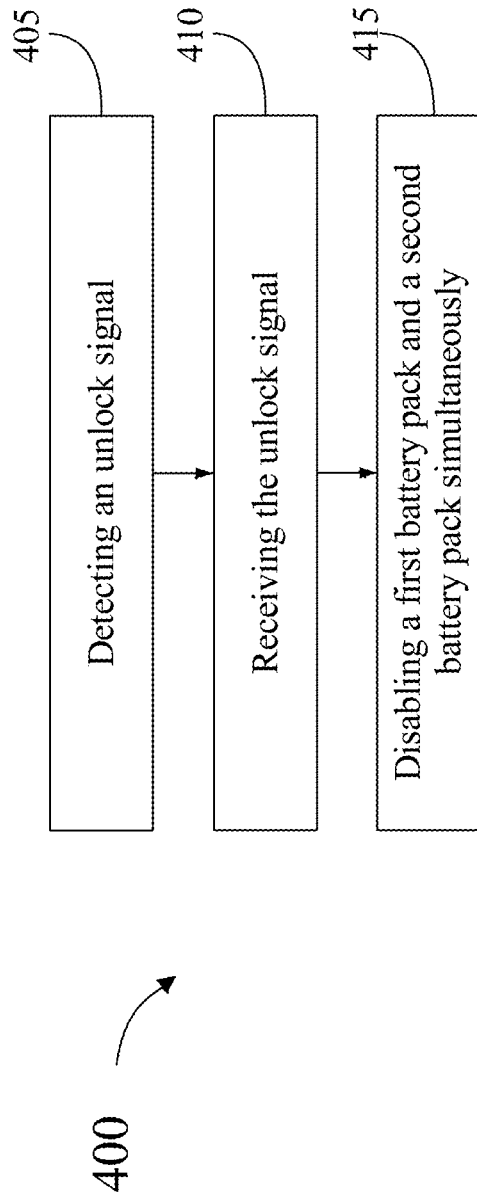 400
405
Detecting an unlock signal
410
Receiving the unlock signal
415
Disabling a first battery pack and a second
battery pack simultaneously